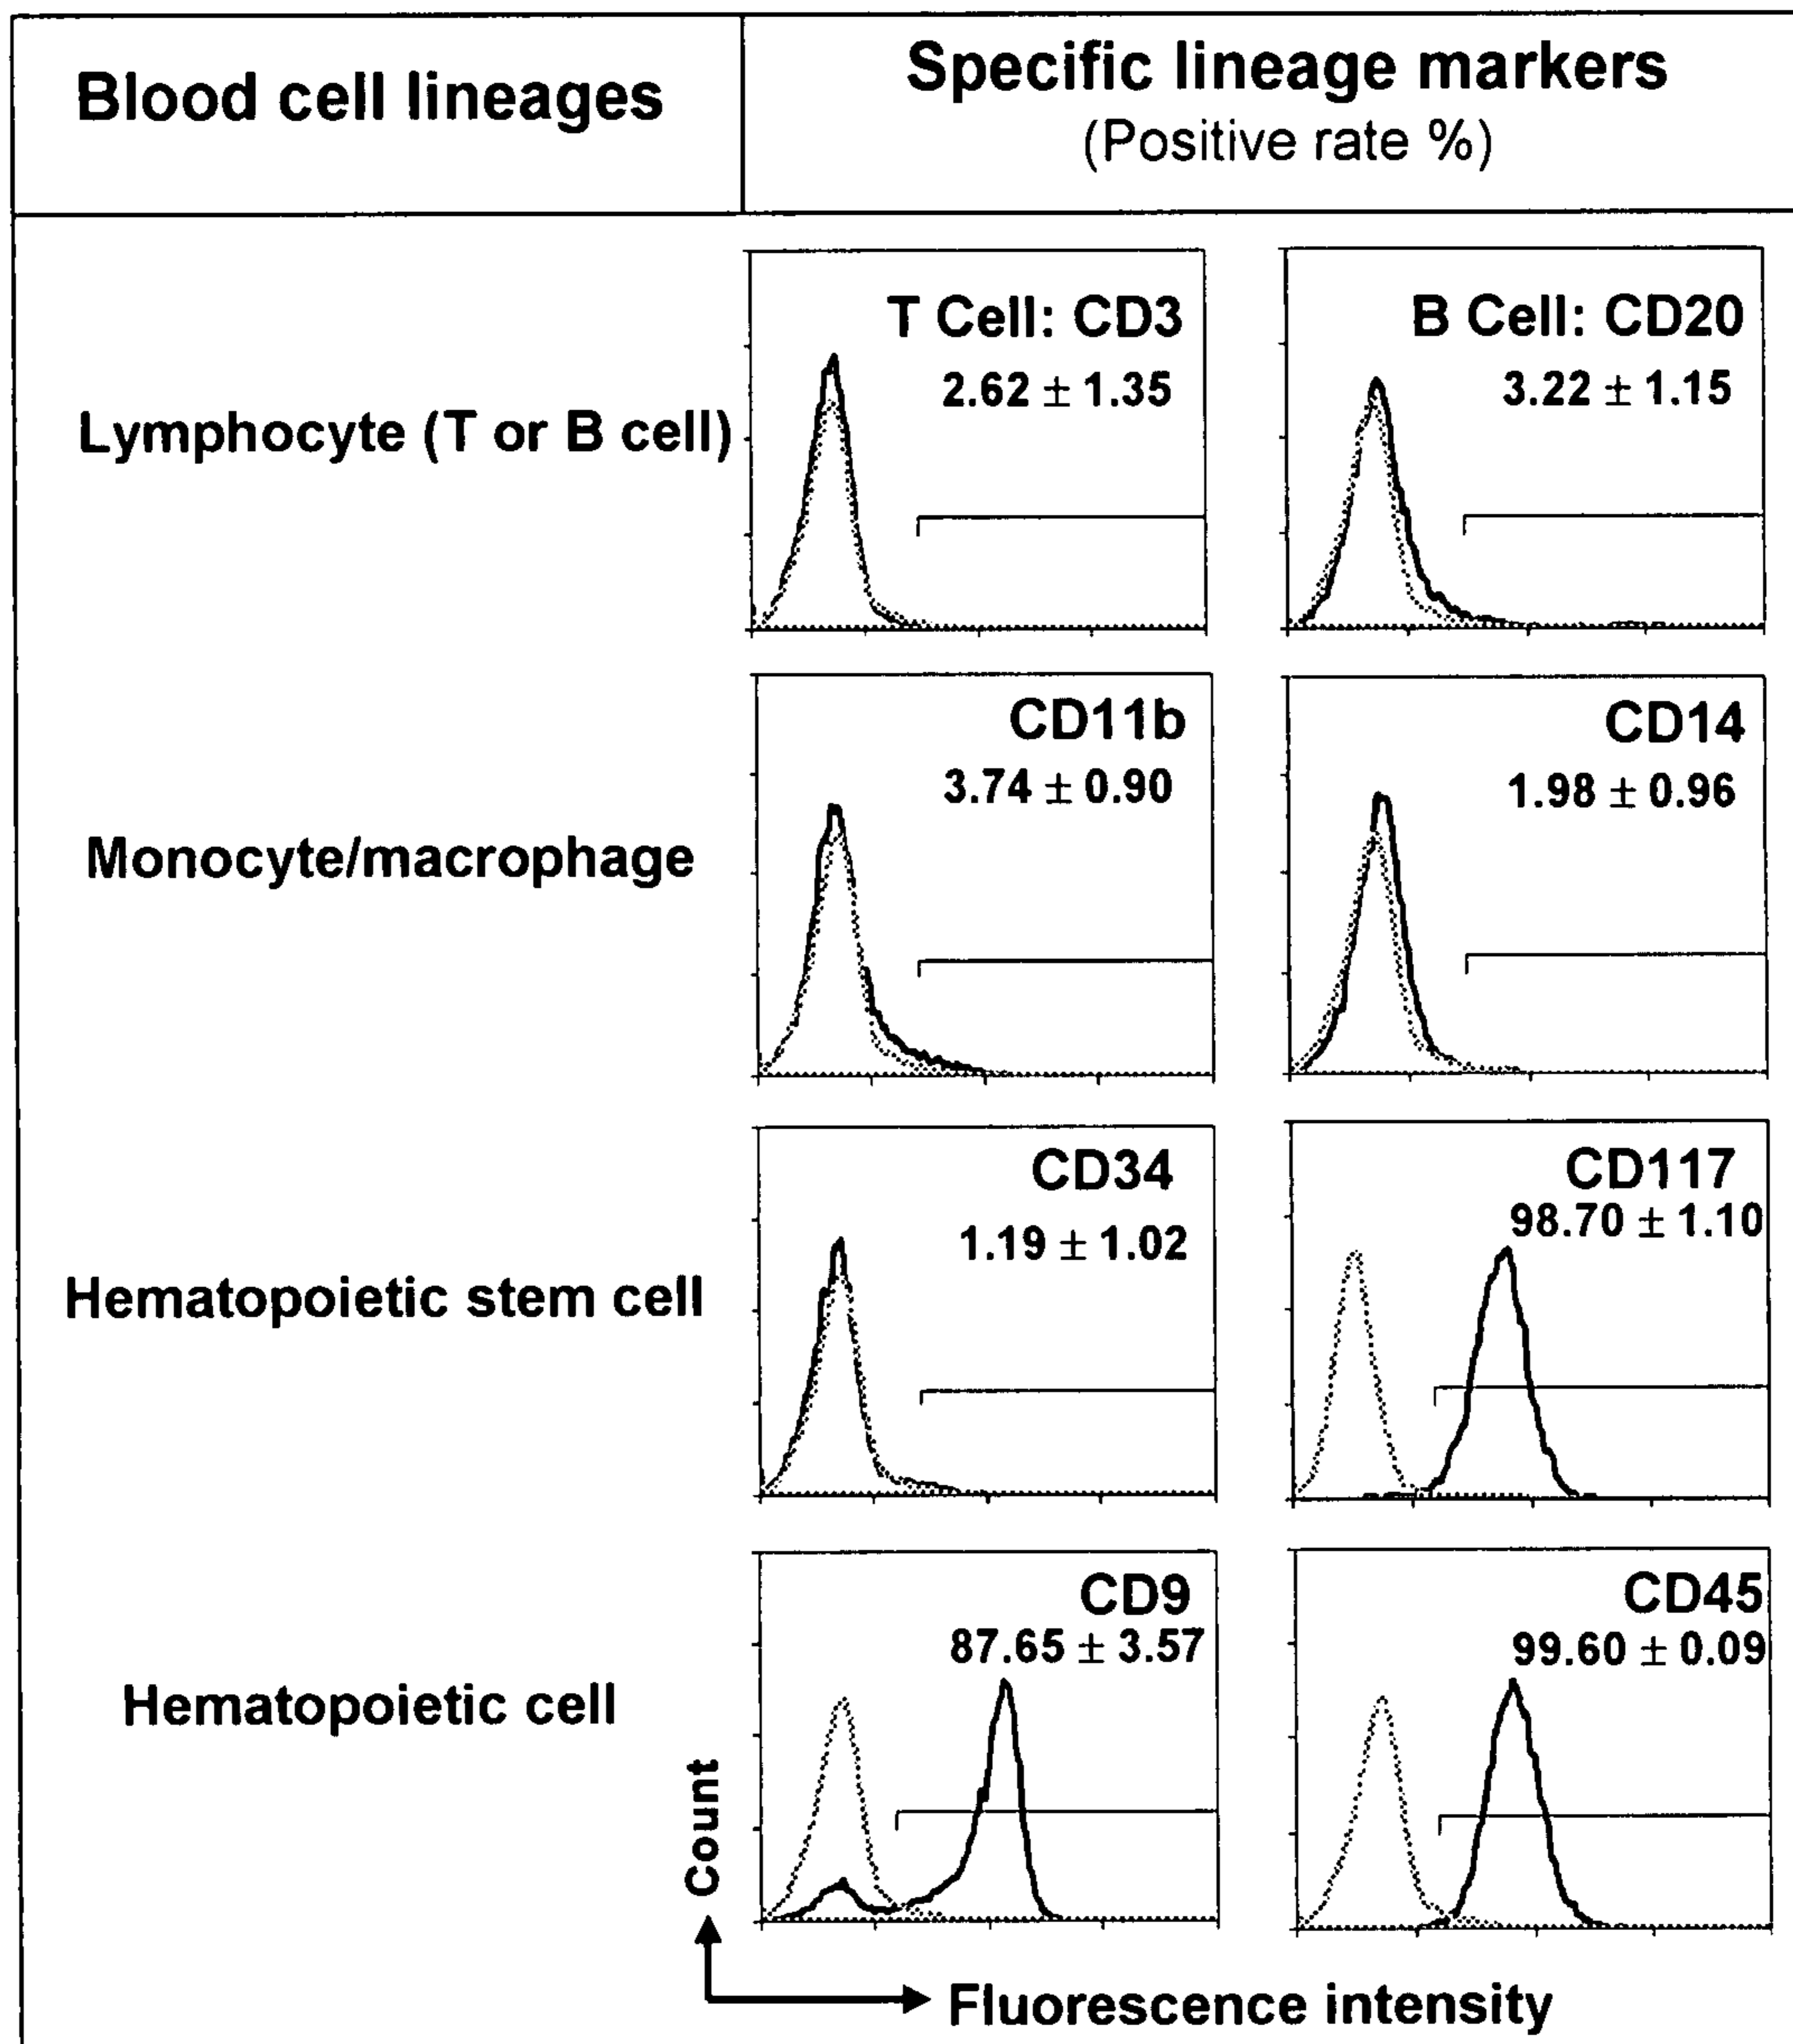 Blood cell lineages
Specific lineage markers
(Positive rate %)
Lymphocyte (T or B cell)
T Cell: CD3
2.62 ± 1.35
B Cell: CD20
3.22 ± 1.15
Monocyte/macrophage
CD11b
3.74 ± 0.90
CD14
1.98 ± 0.96
Hematopoietic stem cell
CD34
1.19 ± 1.02
CD117
98.70 ± 1.10
Hematopoietic cell
CD9
87.65 ± 3.57
CD45
99.60 ± 0.09
Count
Fluorescence intensity